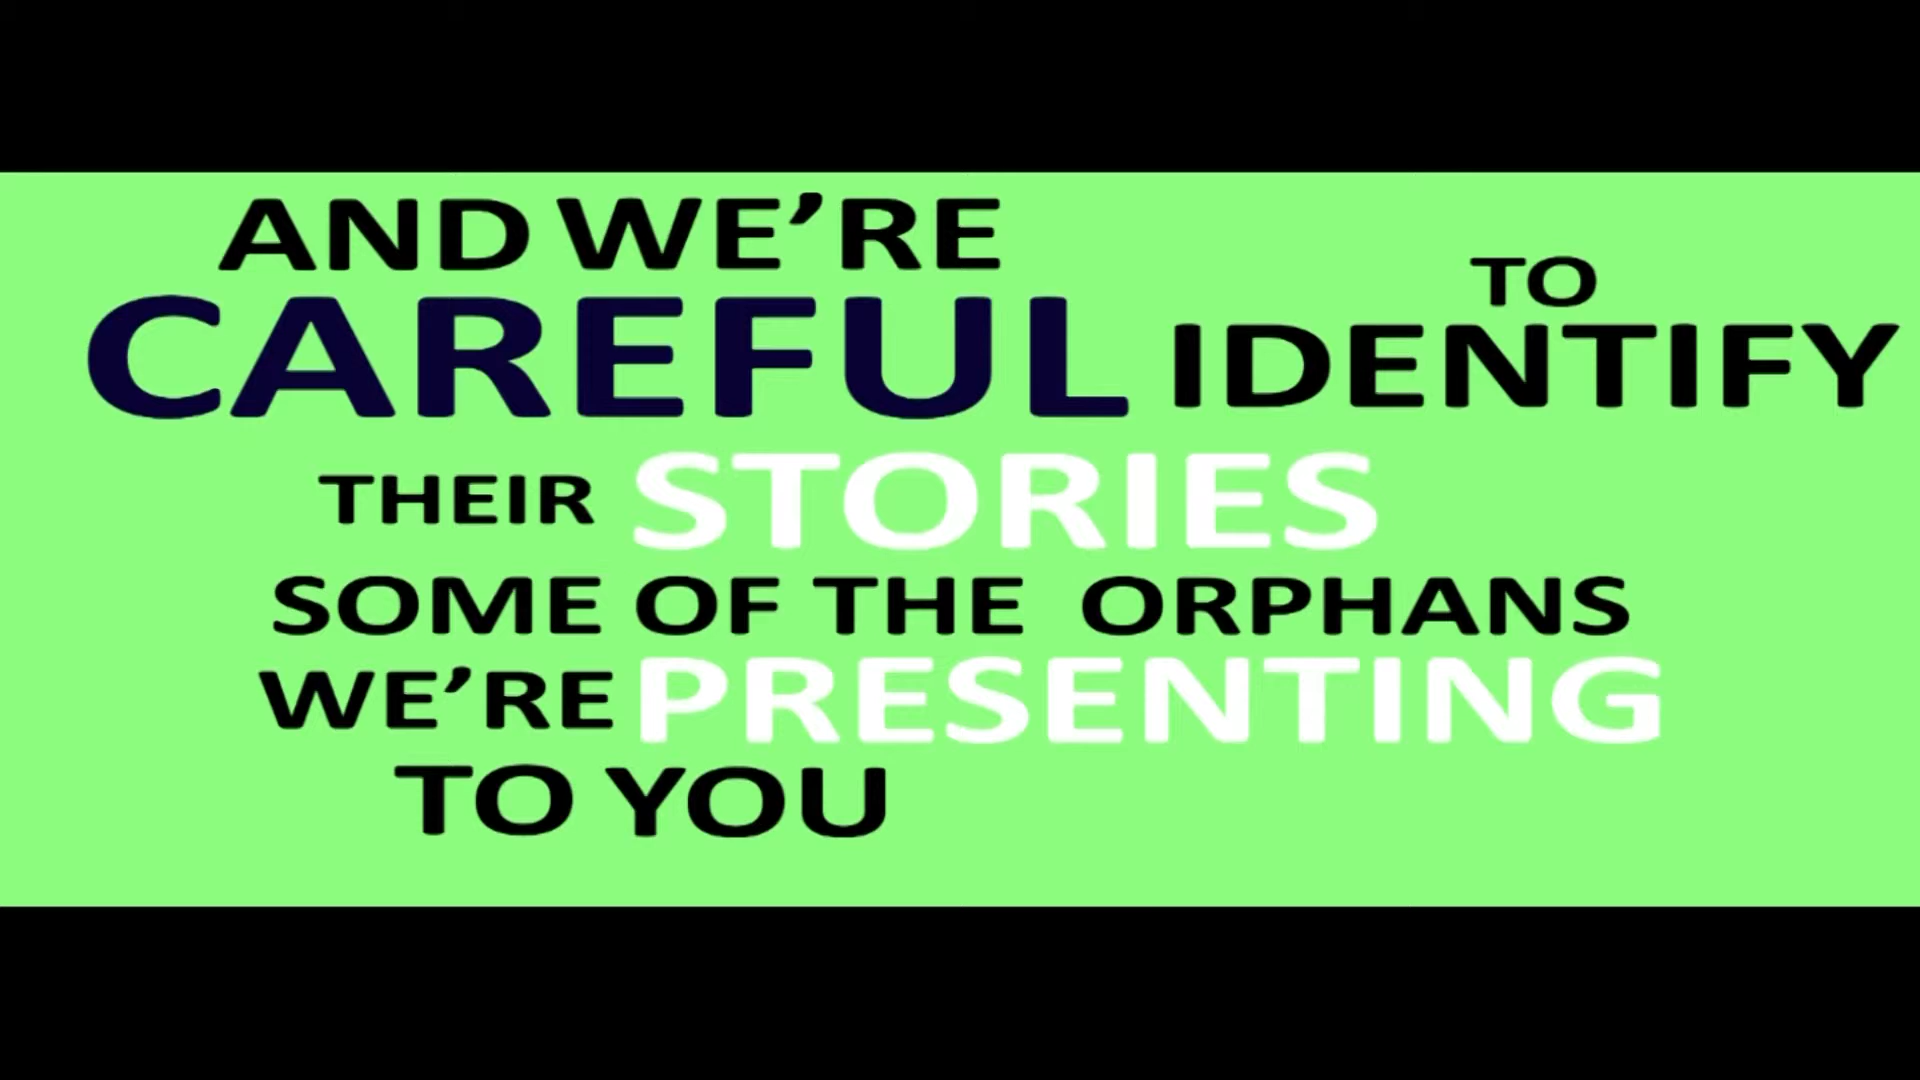 AND WE’RE
CAREFUL TO IDENTIFY
THEIR STORIES
SOME OF THE ORPHANS
WE’RE PRESENTING
TO YOU